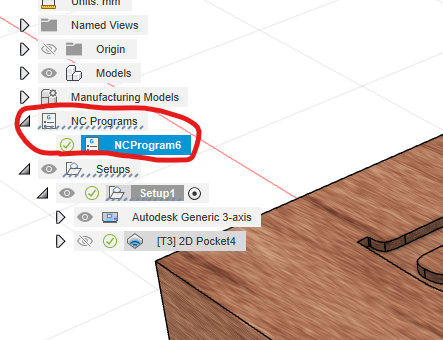 Units: mm
Named Views
Origin
Models
Manufacturing Models
NC Programs
NCProgram6
Setups
Setup1
Autodesk Generic 3-axis
[T3] 2D Pocket4